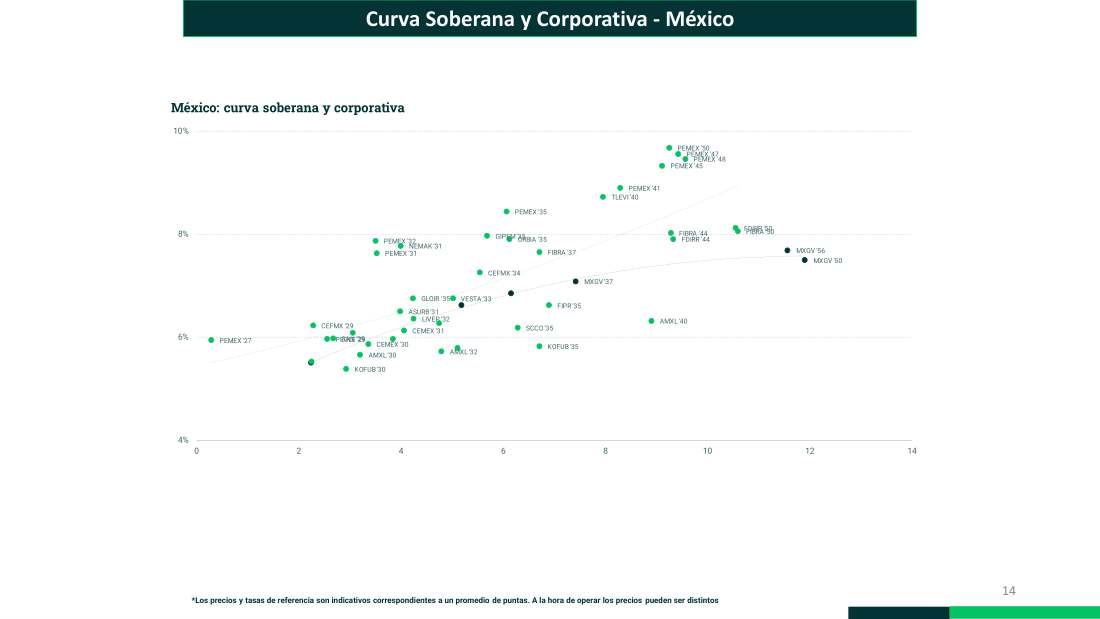 Curva Soberana y Corporativa - México
México: curva soberana y corporativa
10%
PEMEX '50
PEMEX '47
PEMEX '48
PEMEX '45
PEMEX '41
TLEVI '40
PEMEX '35
8%
PEMEX '32
NEMAK '31
PEMEX '31
ORBIA '35
FIBRA '37
FIBRA '44
FDIRR '44
FIBRA '50
MXGV '56
MXGV '50
CEFMX '34
MXGV '37
GLOIR '35
VESTA '33
FIPR '35
ASURB '31
LIVEP '32
CEFMX '29
CEMEX '31
SCCO '35
AMXL '40
6%
PEMEX '27
CEMEX '30
AMXL '30
AMXL '32
KOFUB '35
KOFUB '30
4%
0 2 4 6 8 10 12 14
14
*Los precios y tasas de referencia son indicativos correspondientes a un promedio de puntas. A la hora de operar los precios pueden ser distintos